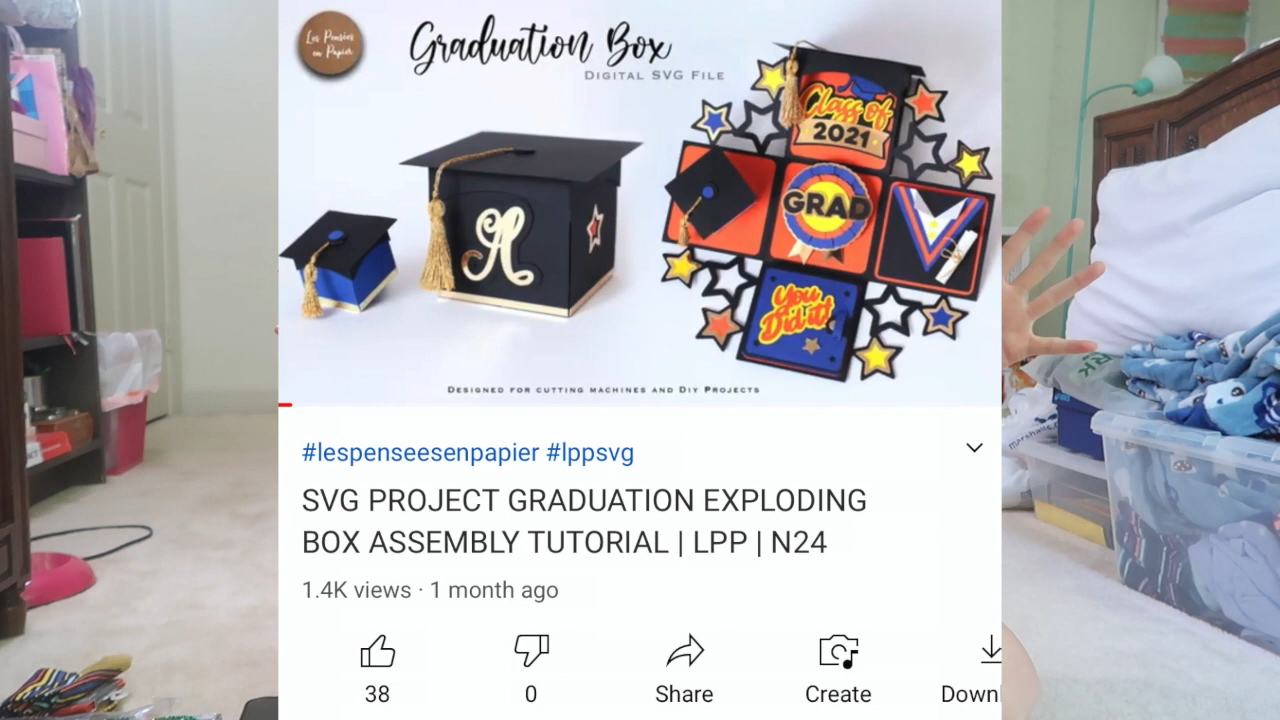 Les Pensées
en Papier
Graduation Box
DIGITAL SVG FILE
Class of
2021
GRAD
A
You
Did it!
DESIGNED FOR CUTTING MACHINES AND DIY PROJECTS
#lespenseesenpapier #lppsvg
SVG PROJECT GRADUATION EXPLODING
BOX ASSEMBLY TUTORIAL | LPP | N24
1.4K views · 1 month ago
38
0
Share
Create
Downl
marshalls